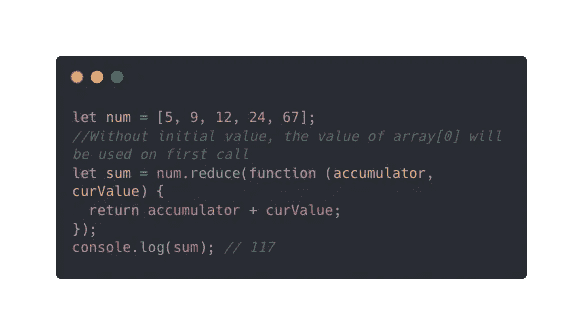 let num = [5, 9, 12, 24, 67];
//Without initial value, the value of array[0] will
be used on first call
let sum = num.reduce(function (accumulator,
curValue) {
  return accumulator + curValue;
});
console.log(sum); // 117